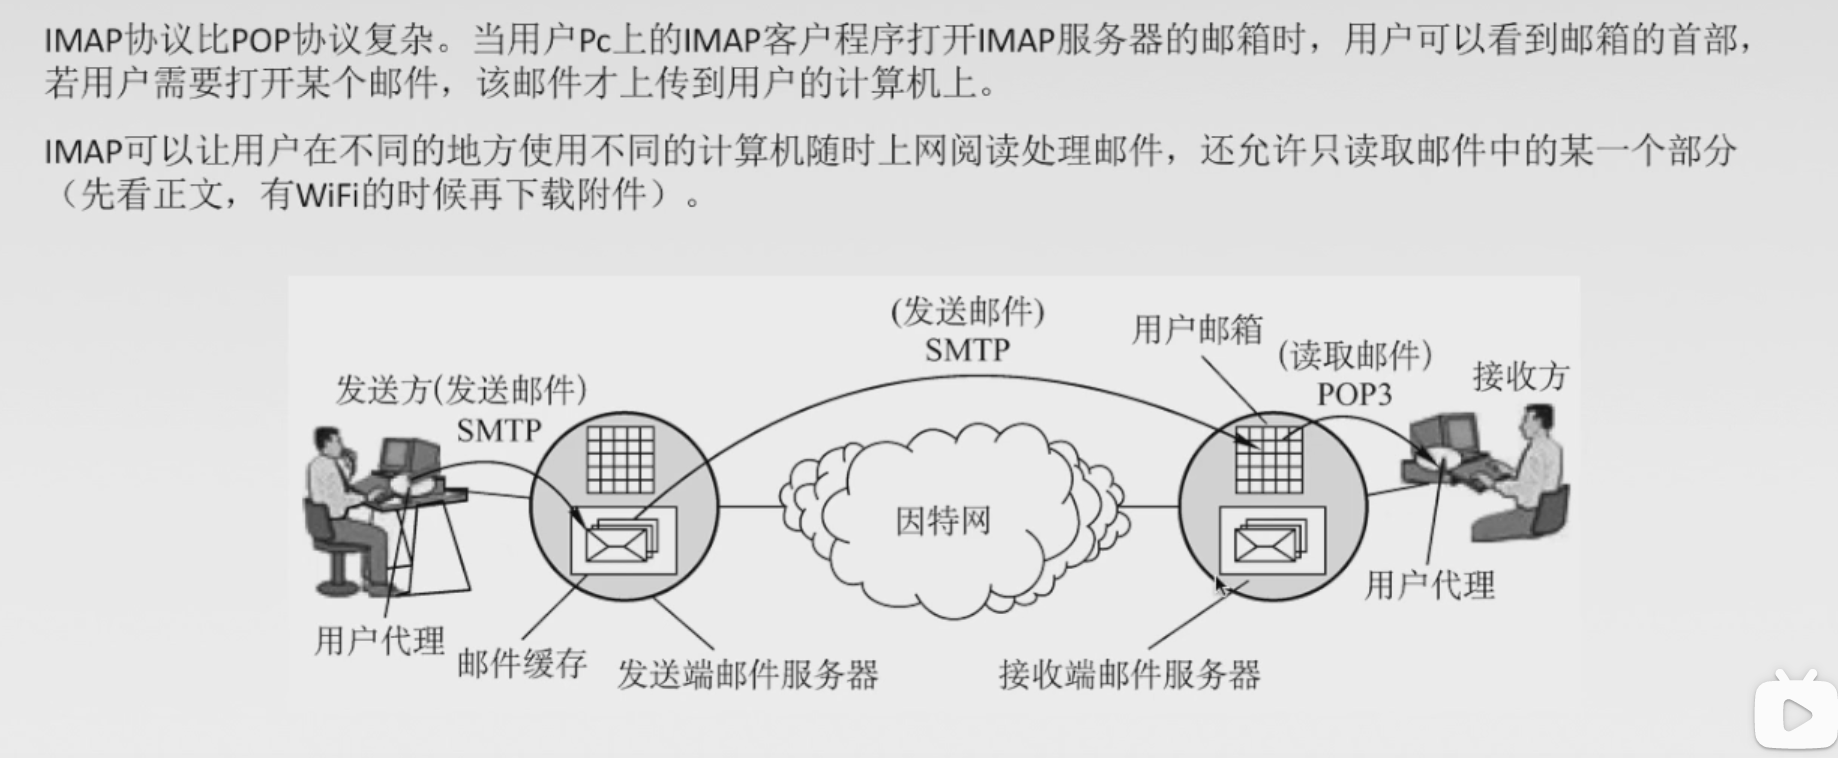 IMAP协议比POP协议复杂。当用户Pc上的IMAP客户程序打开IMAP服务器的邮箱时，用户可以看到邮箱的首部，
若用户需要打开某个邮件，该邮件才上传到用户的计算机上。
IMAP可以让用户在不同的地方使用不同的计算机随时上网阅读处理邮件，还允许只读取邮件中的某一个部分
（先看正文，有WiFi的时候再下载附件）。
(发送邮件)
SMTP
用户邮箱
(读取邮件)
POP3
接收方
发送方(发送邮件)
SMTP
因特网
用户代理
用户代理
邮件缓存
发送端邮件服务器
接收端邮件服务器